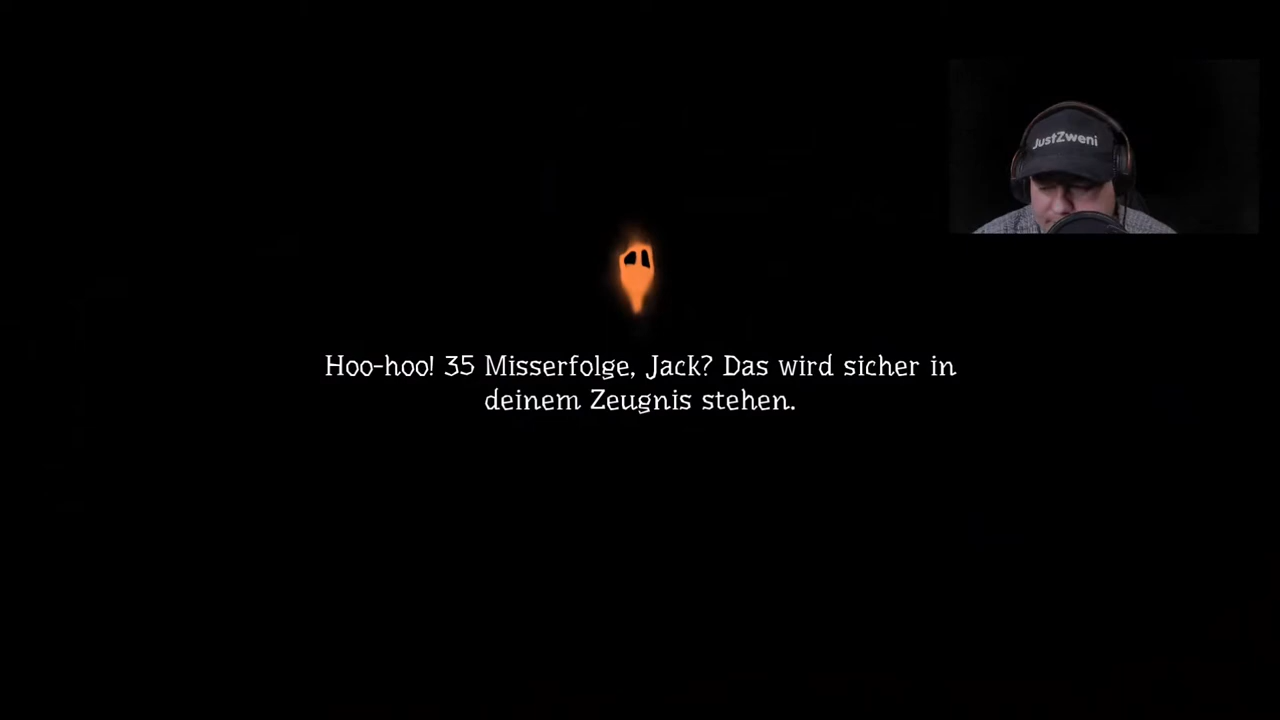 JustZweni
Hoo-hoo! 35 Misserfolge, Jack? Das wird sicher in
deinem Zeugnis stehen.